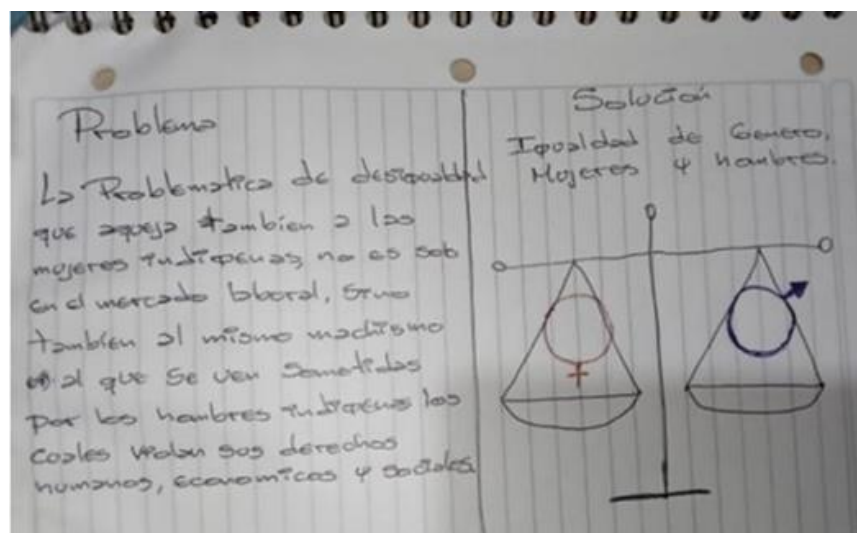 Problema
La Problematica de desigualdad
que aqueja tambien a las
mujeres indigenas, no es solo
en el mercado laboral, sino
también al mismo machismo
al que se ven sometidas
por los hombres indigenas los
cuales violan sus derechos
humanos, economicos y sociales.
Solución
Igualdad de Genero,
Mujeres y hombres.